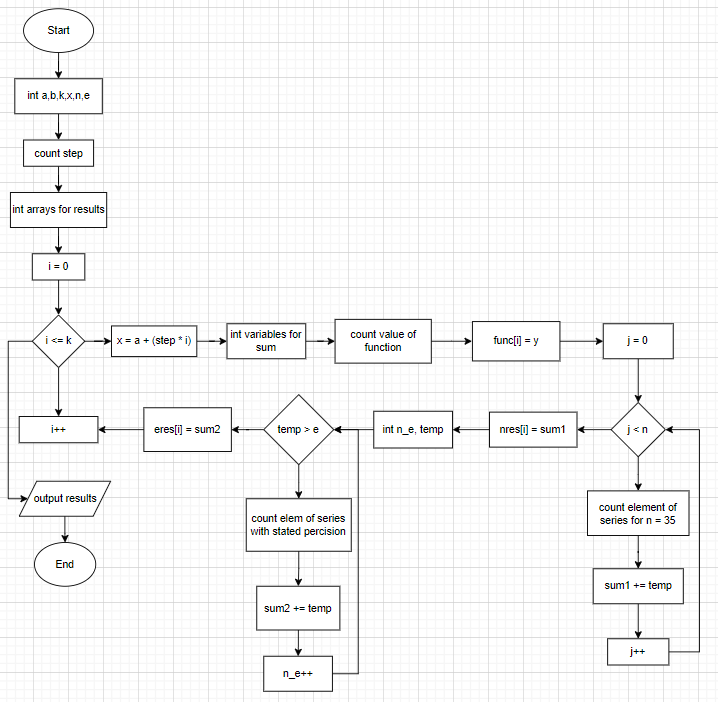 Start
int a,b,k,x,n,e
count step
int arrays for results
i = 0
i <= k
x = a + (step * i)
int variables for
sum
count value of
function
func[i] = y
j = 0
i++
eres[i] = sum2
temp > e
int n_e, temp
nres[i] = sum1
j < n
output results
count elem of series
with stated percision
count element of
series for n = 35
End
sum2 += temp
sum1 += temp
n_e++
j++